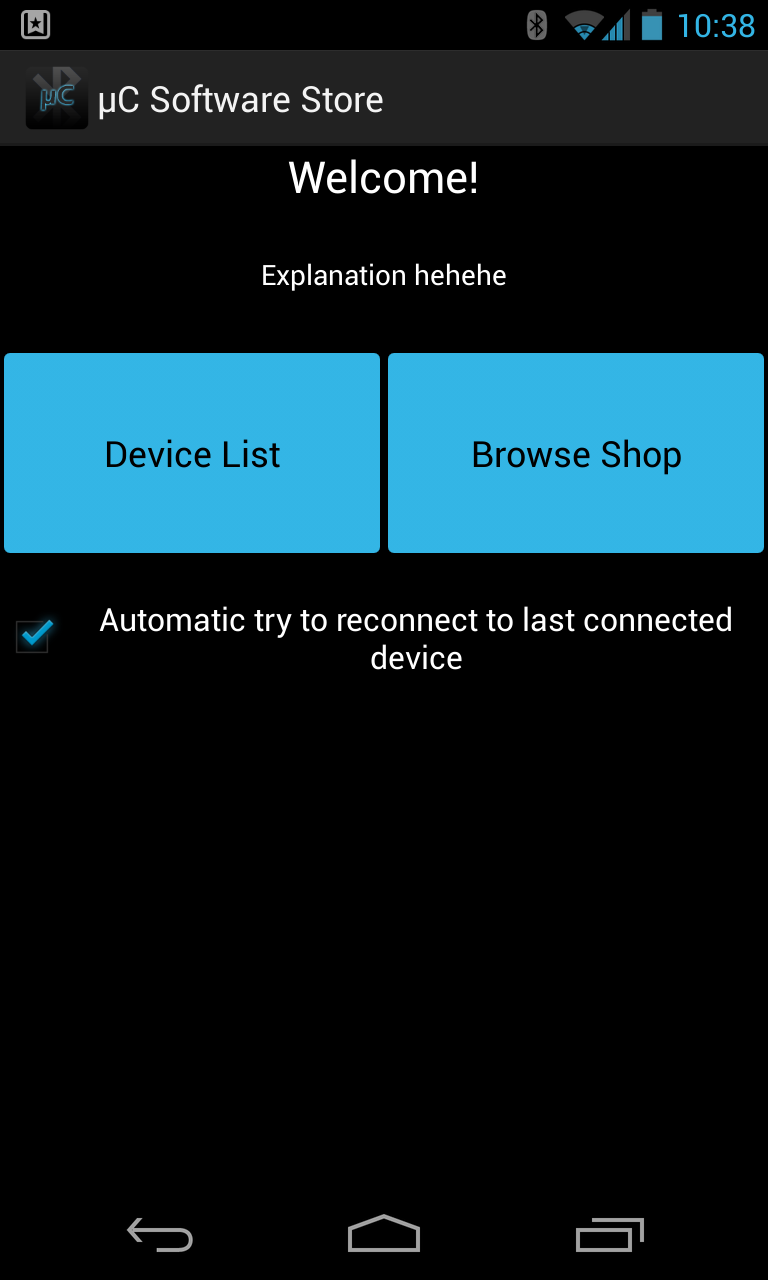 10:38
µC
µC Software Store
Welcome!
Explanation hehehe
Device List
Browse Shop
Automatic try to reconnect to last connected
device